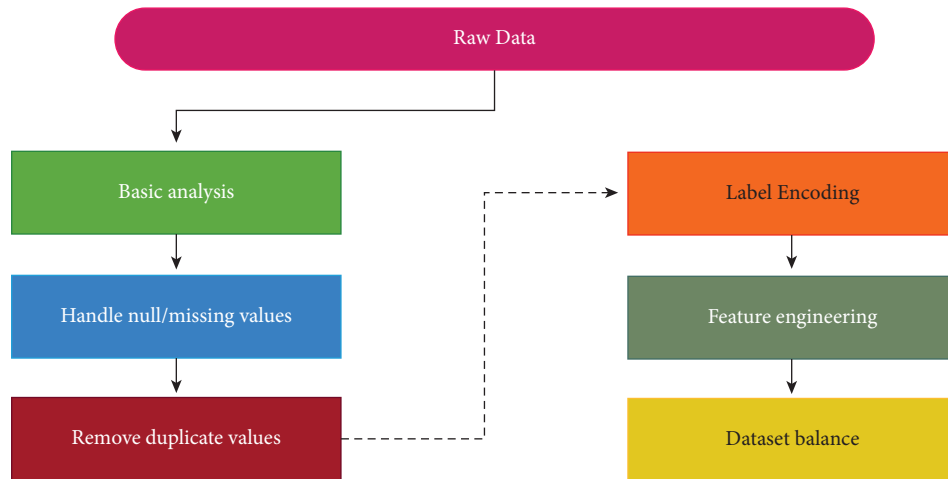 Raw Data
Basic analysis
Handle null/missing values
Remove duplicate values
Label Encoding
Feature engineering
Dataset balance